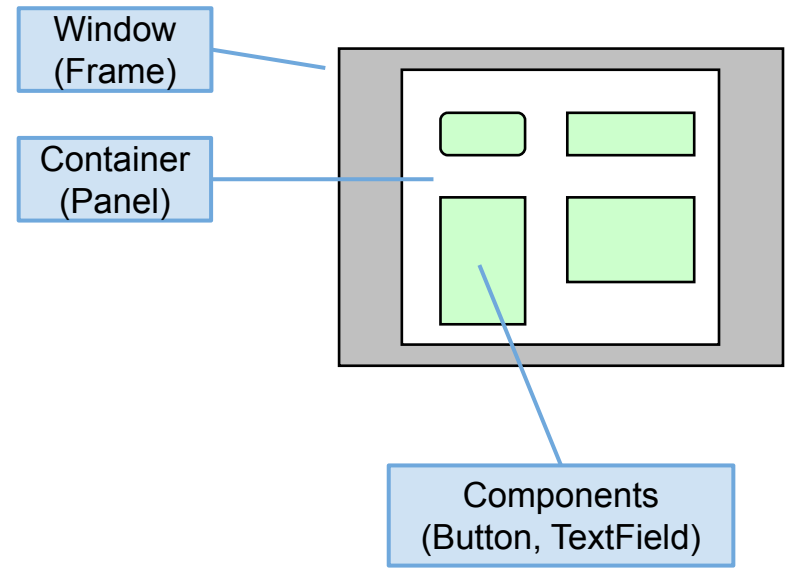 Window
(Frame)
Container
(Panel)
Components
(Button, TextField)